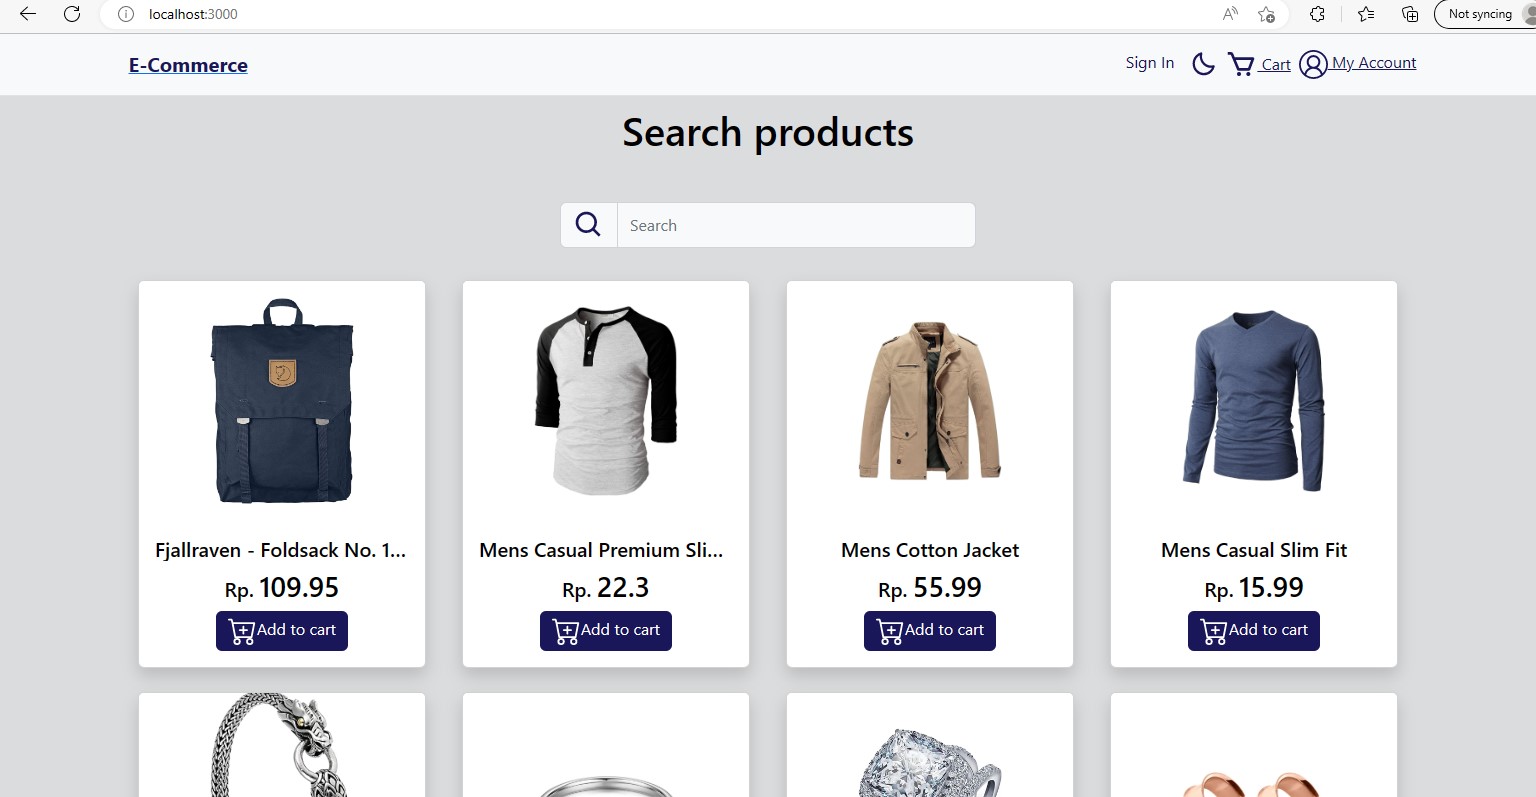 localhost:3000
Not syncing
E-Commerce
Sign In
Cart
My Account
Search products
Search
Fjallraven - Foldsack No. 1...
Mens Casual Premium Sli...
Mens Cotton Jacket
Mens Casual Slim Fit
Rp. 109.95
Rp. 22.3
Rp. 55.99
Rp. 15.99
Add to cart
Add to cart
Add to cart
Add to cart